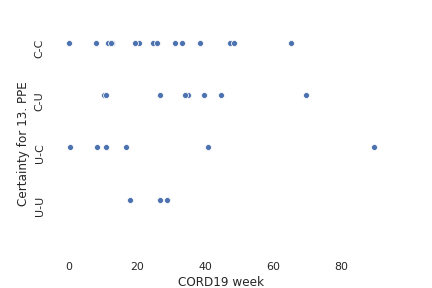 C-C
C-U
U-C
U-U
Certainty for 13. PPE
0 20 40 60 80
CORD19 week